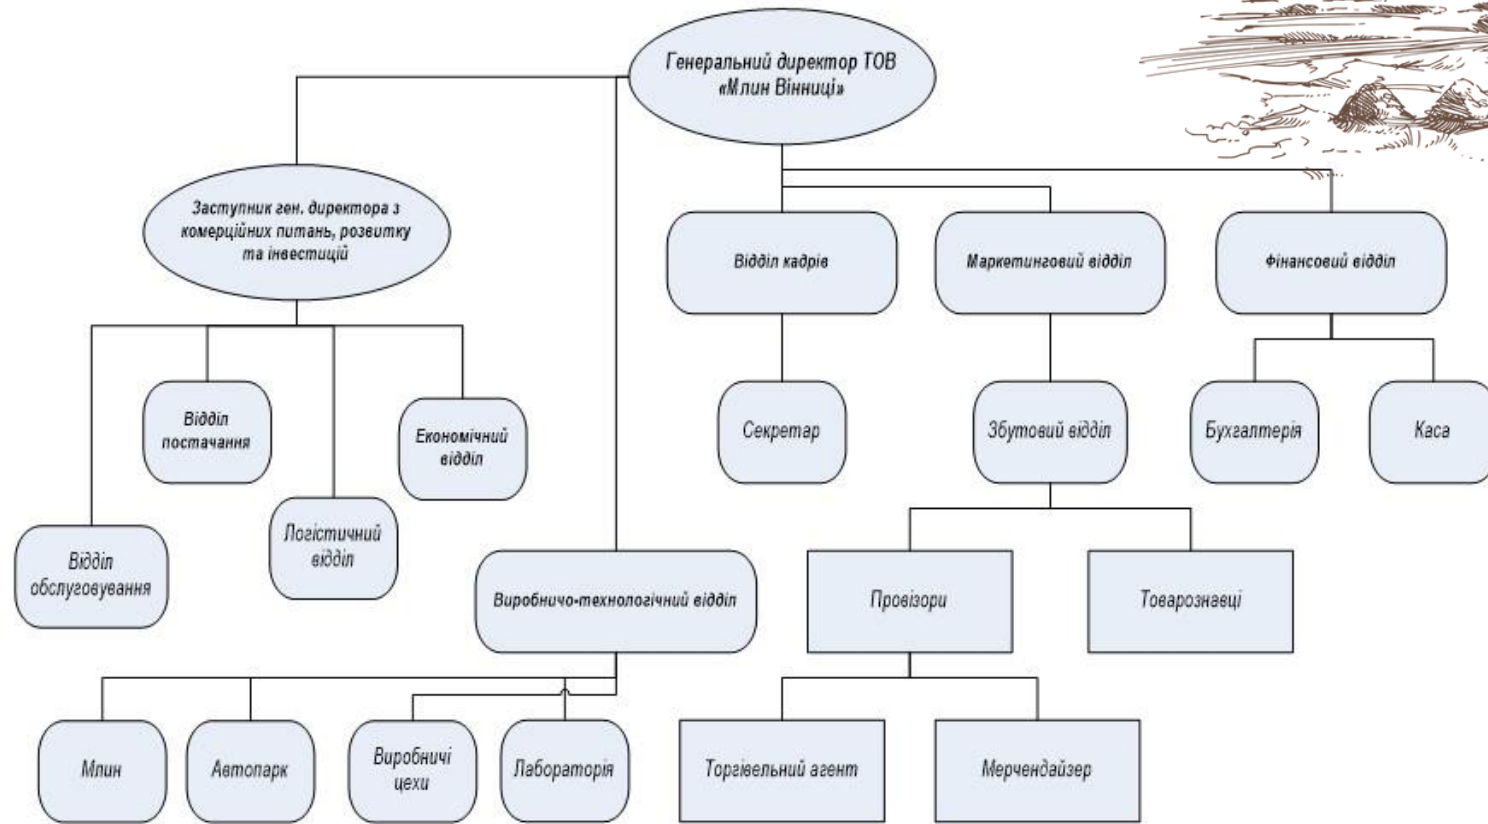 Генеральний директор ТОВ
«Млин Вінниці»
Заступник ген. директора з
комерційних питань, розвитку
та інвестицій
Відділ кадрів
Маркетинговий відділ
Фінансовий відділ
Відділ
постачання
Економічний
відділ
Секретар
Збутовий відділ
Бухгалтерія
Каса
Відділ
обслуговування
Логістичний
відділ
Виробничо-технологічний відділ
Провізори
Товарознавці
Млин
Автопарк
Виробничі
цехи
Лабораторія
Торгівельний агент
Мерчендайзер